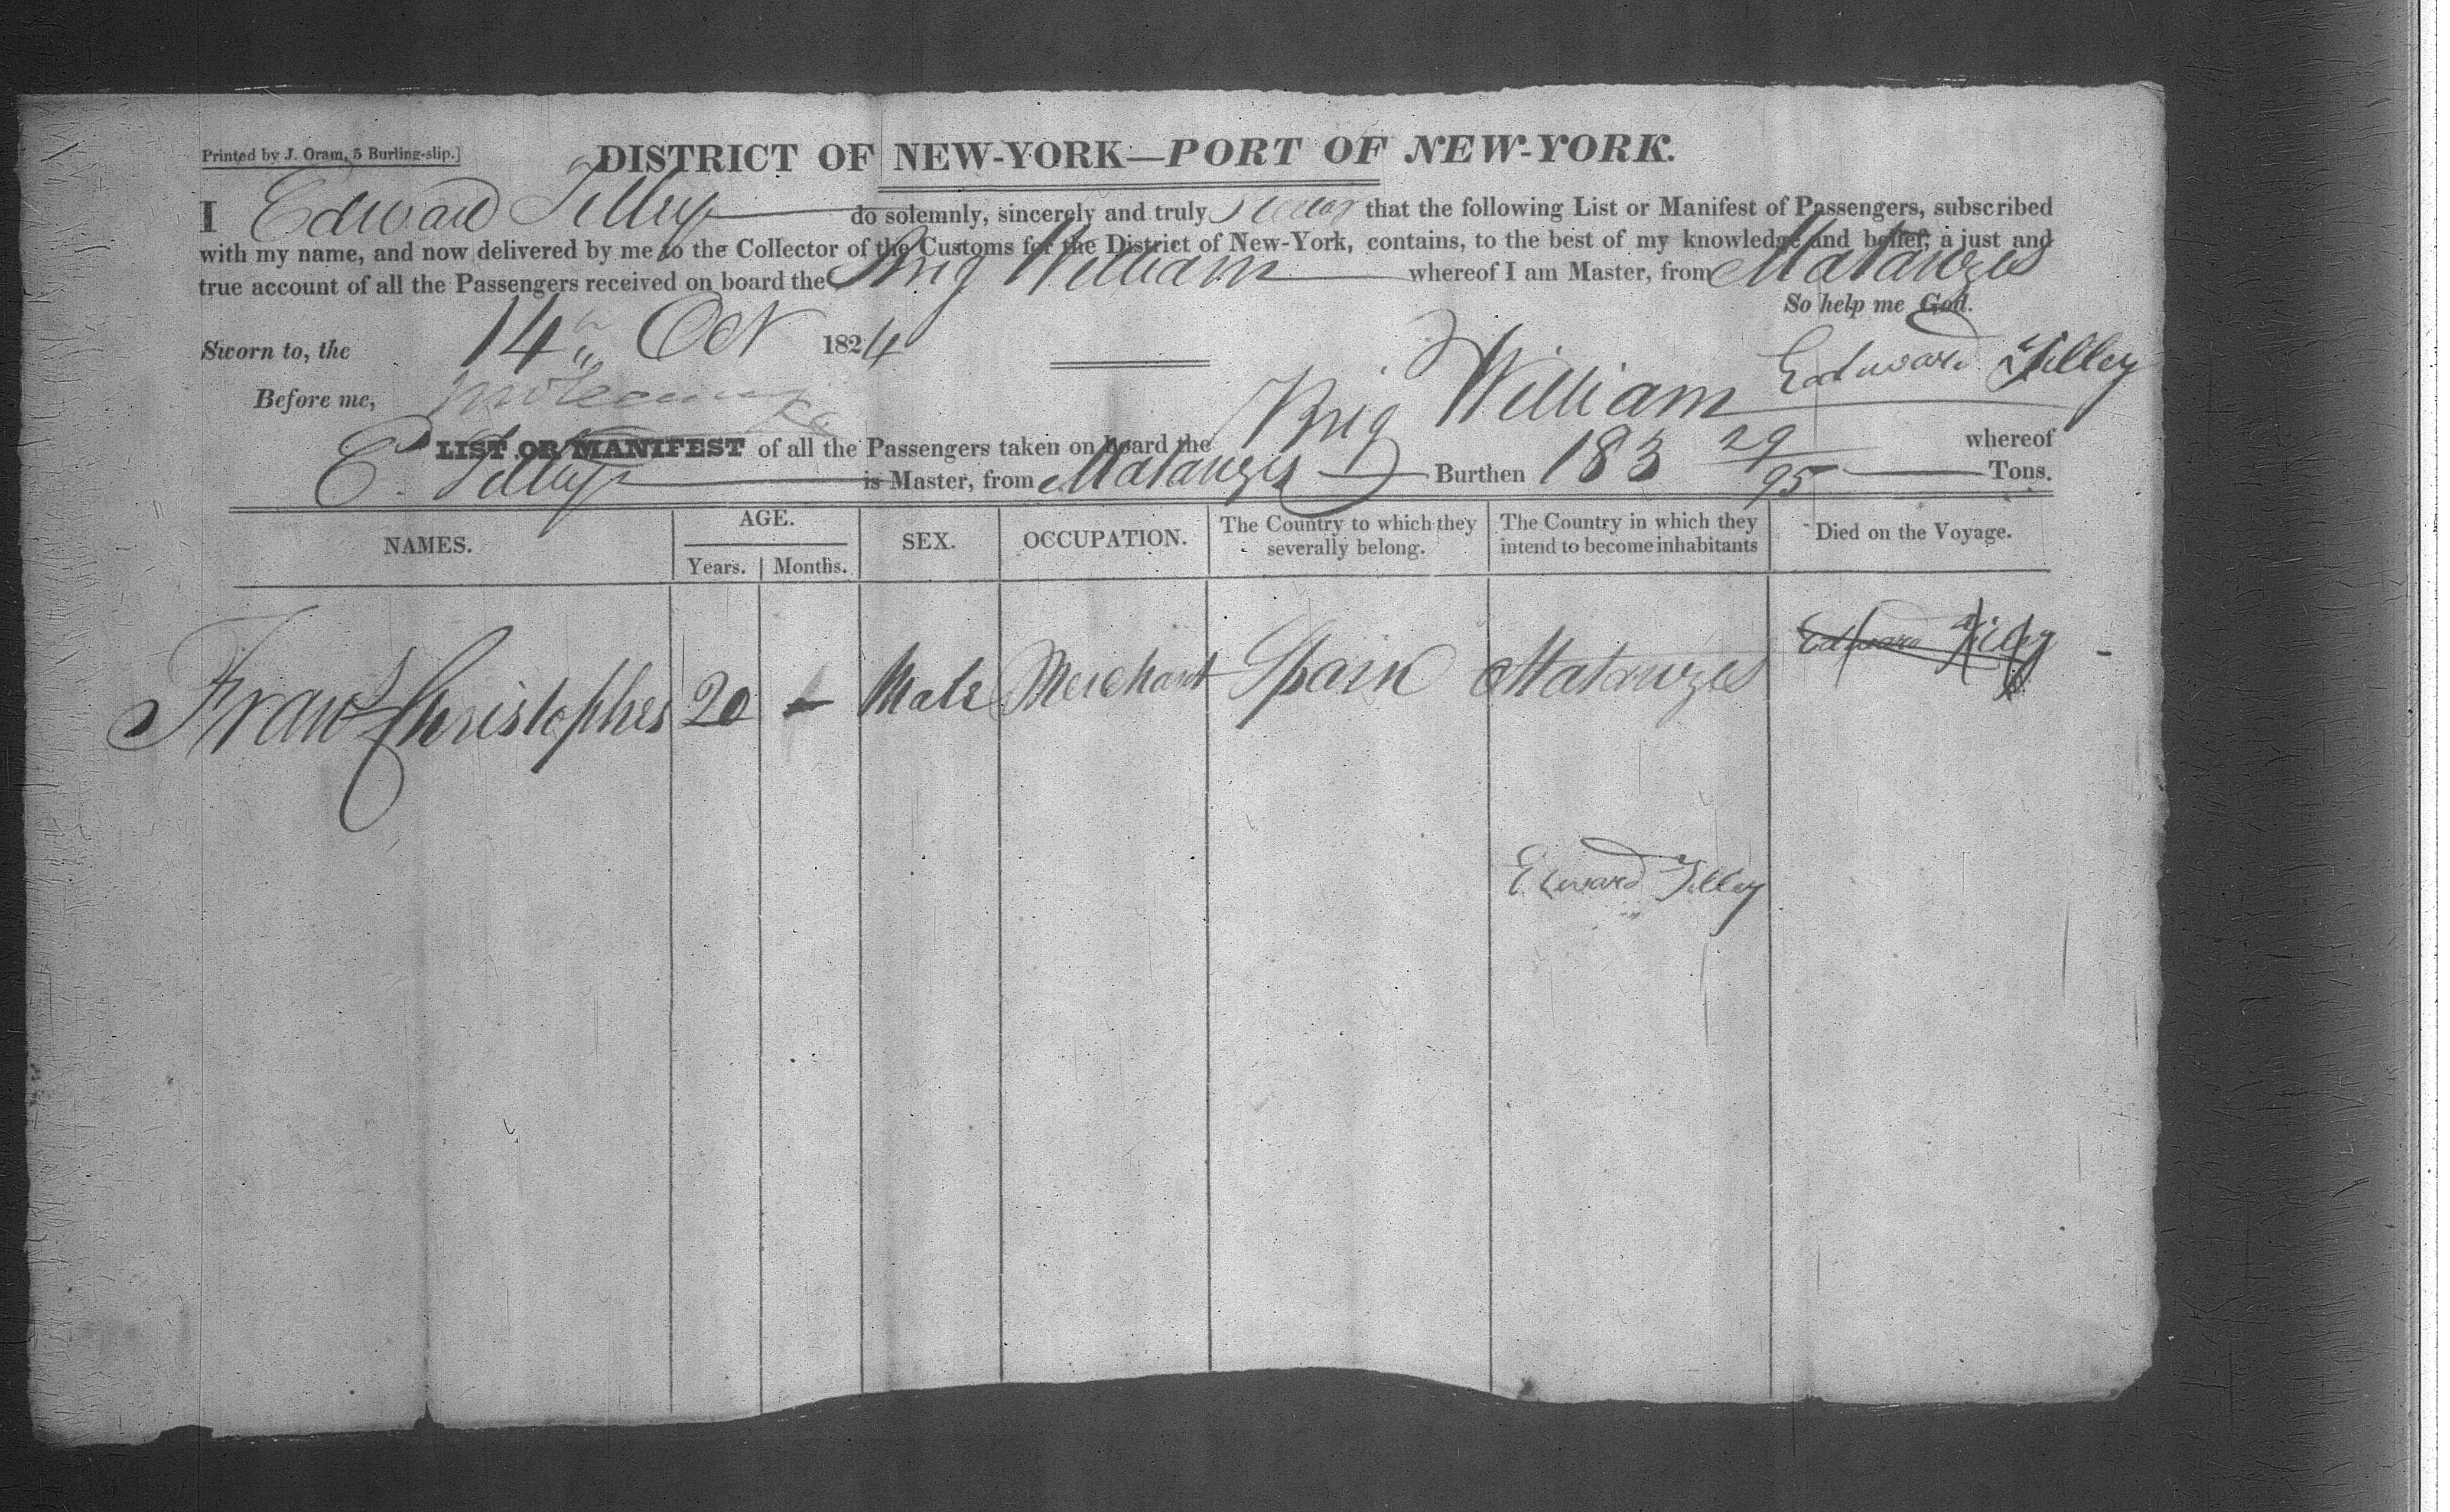 Printed by J. Oram, 5 Burling-slip.]
DISTRICT OF NEW-YORK—PORT OF NEW-YORK.
I Edward Tilley do solemnly, sincerely and truly swear that the following List or Manifest of Passengers, subscribed
with my name, and now delivered by me to the Collector of the Customs for the District of New-York, contains, to the best of my knowledge and belief, a just and
true account of all the Passengers received on board the Brig William whereof I am Master, from Matanzes
So help me God.
Sworn to, the 14th Oct 1824
Edward Tilley
Before me,
LIST OR MANIFEST of all the Passengers taken on board the Brig William whereof
E. Tilley is Master, from Matanzes Burthen 183 29/95 Tons.
NAMES. AGE. SEX. OCCUPATION. The Country to which they severally belong. The Country in which they intend to become inhabitants Died on the Voyage.
Years. Months.
Edward Tilley
Christopher 20 Male Merchant Spain Matanzes
Edward Tilley